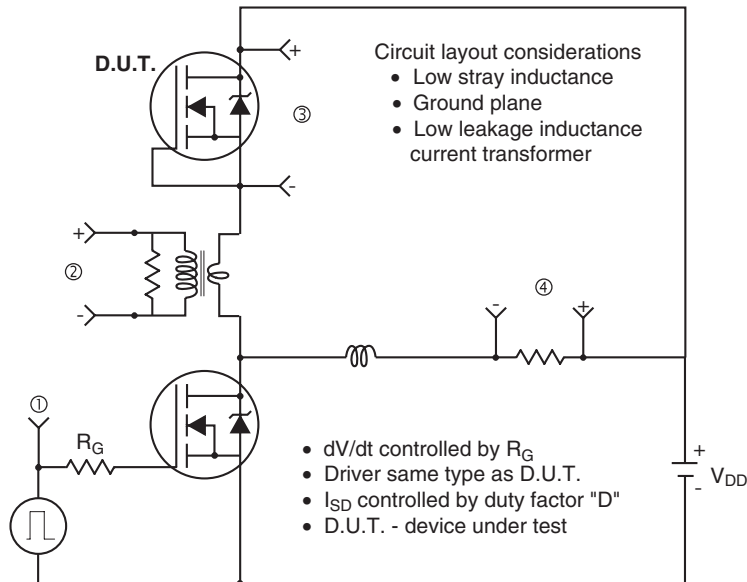 D.U.T.
+
③
-
Circuit layout considerations
• Low stray inductance
• Ground plane
• Low leakage inductance
current transformer
+
②
-
-
④
+
①
R_G
• dV/dt controlled by R_G
• Driver same type as D.U.T.
• I_SD controlled by duty factor "D"
• D.U.T. - device under test
+
-
V_DD